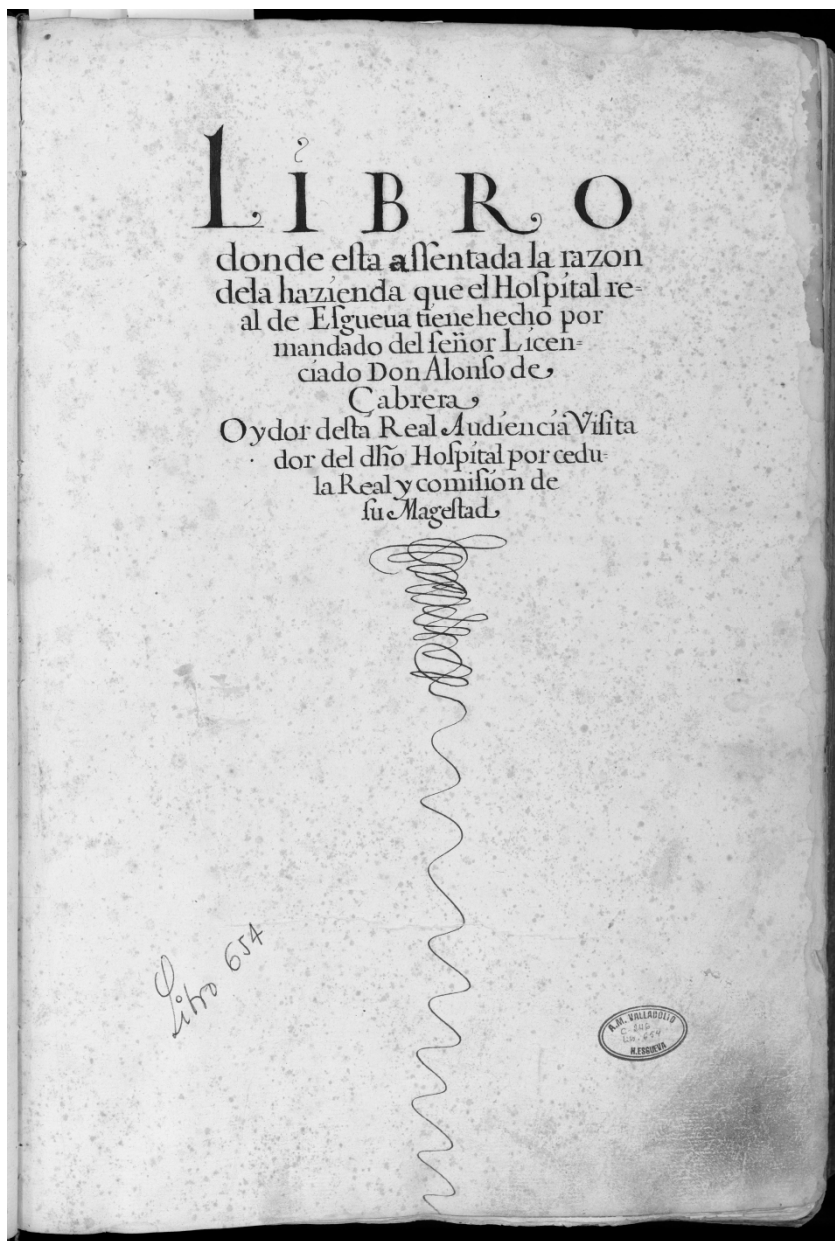 LIBRO
donde esta assentada la razon
dela hazienda que el Hospital re=
al de Esgueua tiene hecho por
mandado del señor Licen=
ciado Don Alonso de
Cabrera
Oydor desta Real Audiencia Visita
dor del dho Hospital por cedu=
la Real y comision de
su Magestad
Libro 654
A.M. VALLADOLID
H. ESGUEVA